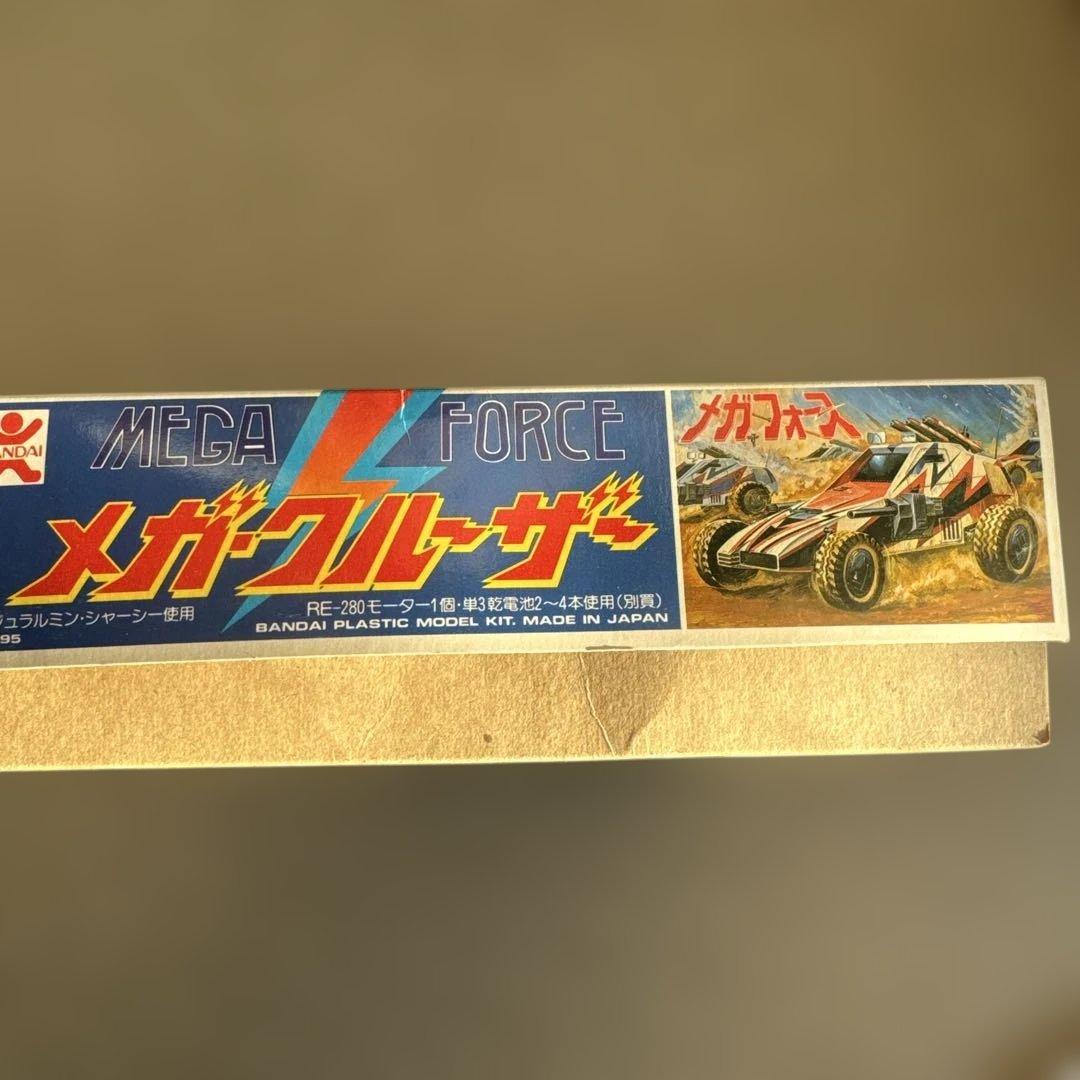 BANDAI
MEGA FORCE
メガ・クルーザー
ジュラルミン・シャーシー使用
95
RE-280モーター1個・単3乾電池2〜4本使用(別買)
BANDAI PLASTIC MODEL KIT. MADE IN JAPAN
メガフォース